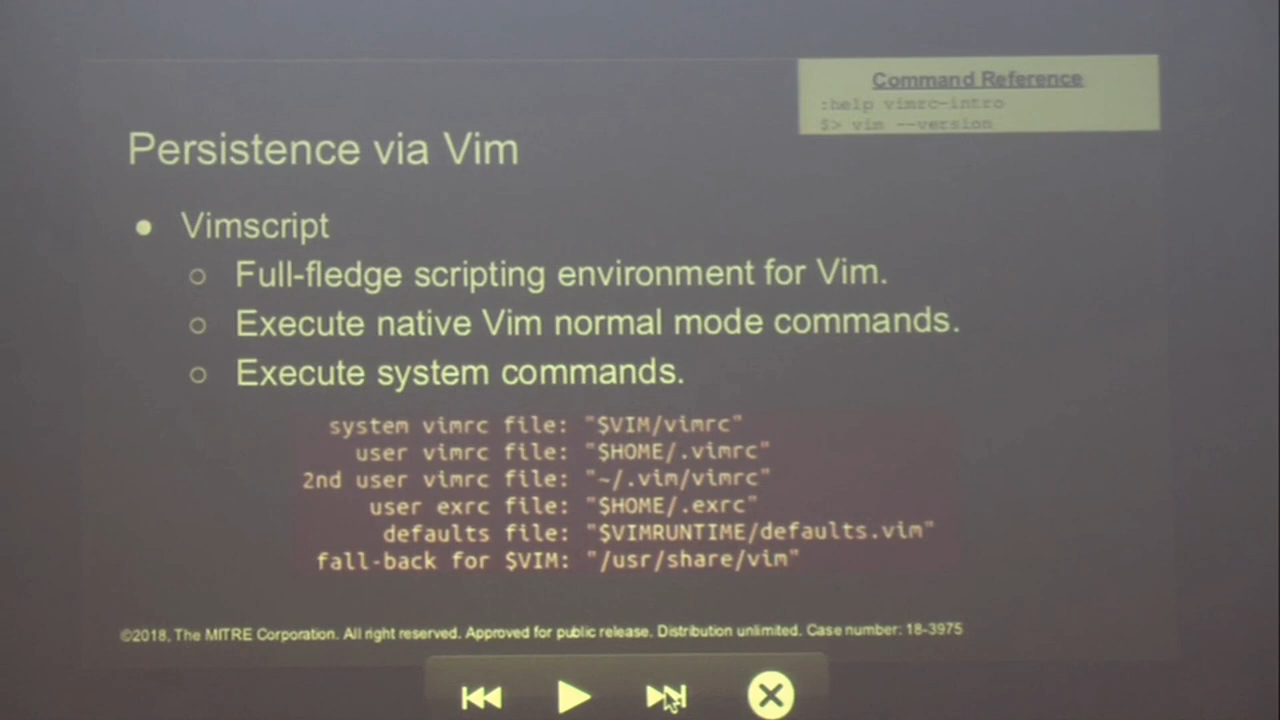 Command Reference
:help vimrc-intro
$> vim --version
Persistence via Vim
● Vimscript
○ Full-fledge scripting environment for Vim.
○ Execute native Vim normal mode commands.
○ Execute system commands.
system vimrc file: "$VIM/vimrc"
user vimrc file: "$HOME/.vimrc"
2nd user vimrc file: "~/.vim/vimrc"
user exrc file: "$HOME/.exrc"
defaults file: "$VIMRUNTIME/defaults.vim"
fall-back for $VIM: "/usr/share/vim"
©2018, The MITRE Corporation. All right reserved. Approved for public release. Distribution unlimited. Case number: 18-3975